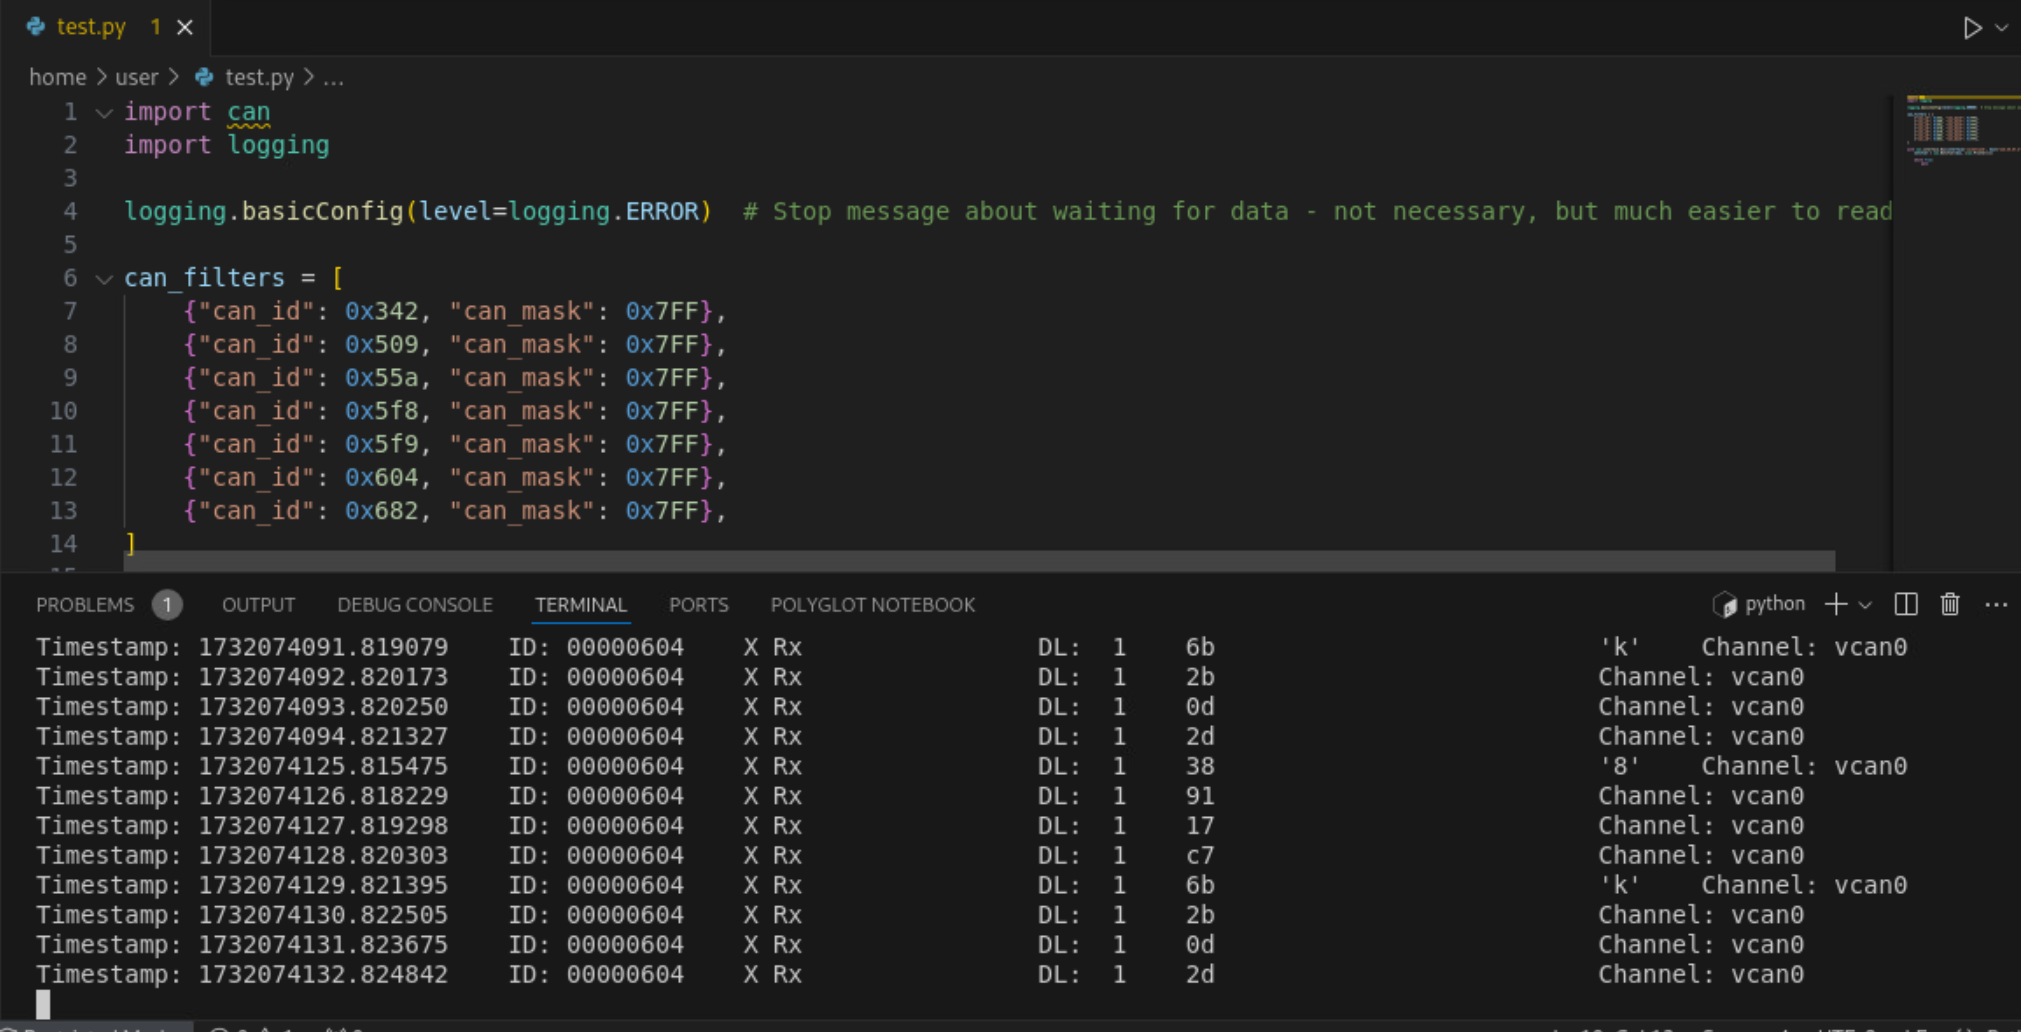 test.py 1
home > user > test.py > ...
1 import can
2 import logging
3
4 logging.basicConfig(level=logging.ERROR)  # Stop message about waiting for data - not necessary, but much easier to read
5
6 can_filters = [
7     {"can_id": 0x342, "can_mask": 0x7FF},
8     {"can_id": 0x509, "can_mask": 0x7FF},
9     {"can_id": 0x55a, "can_mask": 0x7FF},
10     {"can_id": 0x5f8, "can_mask": 0x7FF},
11     {"can_id": 0x5f9, "can_mask": 0x7FF},
12     {"can_id": 0x604, "can_mask": 0x7FF},
13     {"can_id": 0x682, "can_mask": 0x7FF},
14 ]
PROBLEMS 1 OUTPUT DEBUG CONSOLE TERMINAL PORTS POLYGLOT NOTEBOOK python
Timestamp: 1732074091.819079    ID: 00000604    X Rx    DL:  1    6b    'k'    Channel: vcan0
Timestamp: 1732074092.820173    ID: 00000604    X Rx    DL:  1    2b    Channel: vcan0
Timestamp: 1732074093.820250    ID: 00000604    X Rx    DL:  1    0d    Channel: vcan0
Timestamp: 1732074094.821327    ID: 00000604    X Rx    DL:  1    2d    Channel: vcan0
Timestamp: 1732074125.815475    ID: 00000604    X Rx    DL:  1    38    '8'    Channel: vcan0
Timestamp: 1732074126.818229    ID: 00000604    X Rx    DL:  1    91    Channel: vcan0
Timestamp: 1732074127.819298    ID: 00000604    X Rx    DL:  1    17    Channel: vcan0
Timestamp: 1732074128.820303    ID: 00000604    X Rx    DL:  1    c7    Channel: vcan0
Timestamp: 1732074129.821395    ID: 00000604    X Rx    DL:  1    6b    'k'    Channel: vcan0
Timestamp: 1732074130.822505    ID: 00000604    X Rx    DL:  1    2b    Channel: vcan0
Timestamp: 1732074131.823675    ID: 00000604    X Rx    DL:  1    0d    Channel: vcan0
Timestamp: 1732074132.824842    ID: 00000604    X Rx    DL:  1    2d    Channel: vcan0